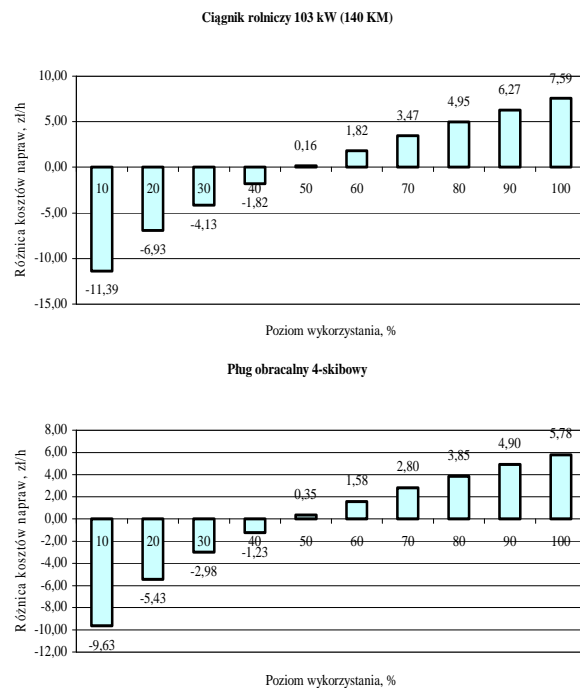 Ciągnik rolniczy 103 kW (140 KM)
Różnica kosztów napraw, zł/h
10,00
5,00
0,00
-5,00
-10,00
-15,00
10 20 30 40 50 60 70 80 90 100
-11,39 -6,93 -4,13 -1,82 0,16 1,82 3,47 4,95 6,27 7,59
Poziom wykorzystania, %
Pług obracalny 4-skibowy
Różnica kosztów napraw, zł/h
8,00
6,00
4,00
2,00
0,00
-2,00
-4,00
-6,00
-8,00
-10,00
-12,00
10 20 30 40 50 60 70 80 90 100
-9,63 -5,43 -2,98 -1,23 0,35 1,58 2,80 3,85 4,90 5,78
Poziom wykorzystania, %